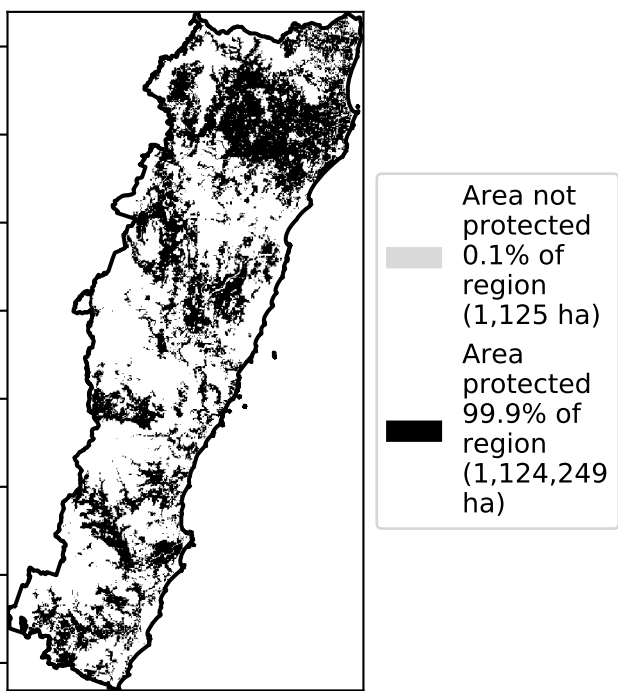 Area not
protected
0.1% of
region
(1,125 ha)
Area
protected
99.9% of
region
(1,124,249
ha)